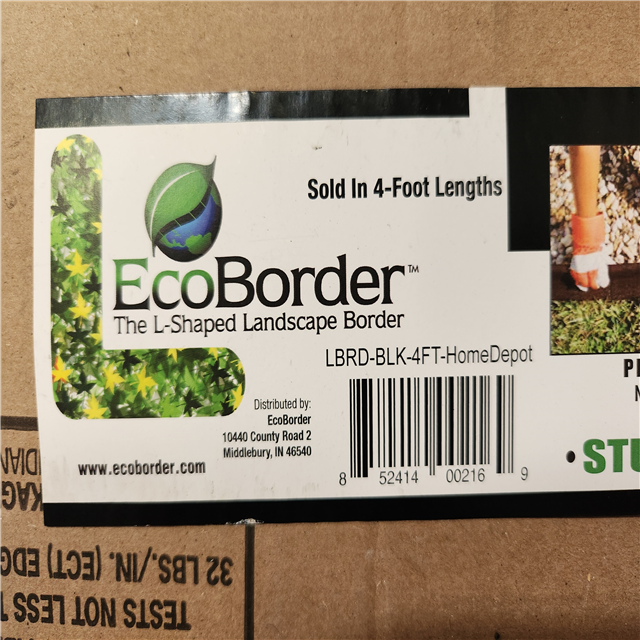 Sold In 4-Foot Lengths
EcoBorder™
The L-Shaped Landscape Border
LBRD-BLK-4FT-HomeDepot
Distributed by:
EcoBorder
10440 County Road 2
Middlebury, IN 46540
www.ecoborder.com
8 52414 00216 9
•STU
32 LBS./IN. (ECT) EDG
TESTS NOT LESS